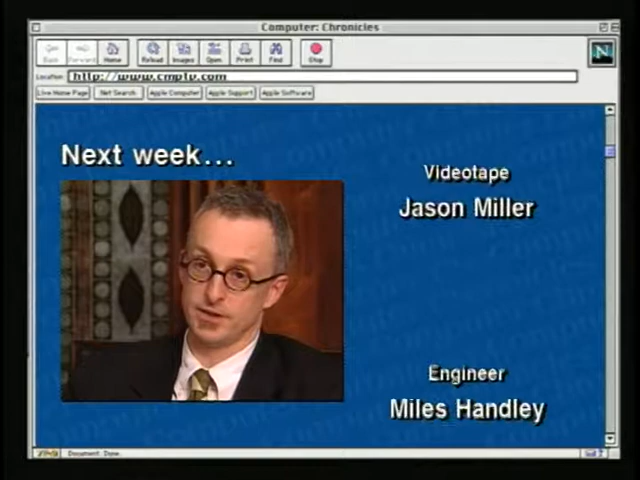 Computer: Chronicles
Back Forward Home Reload Images Open Print Find Stop
N
Location: http://www.cmptv.com
Live Home Page Net Search Apple Computer Apple Support Apple Software
Next week...
Videotape
Jason Miller
Engineer
Miles Handley
Document: Done.